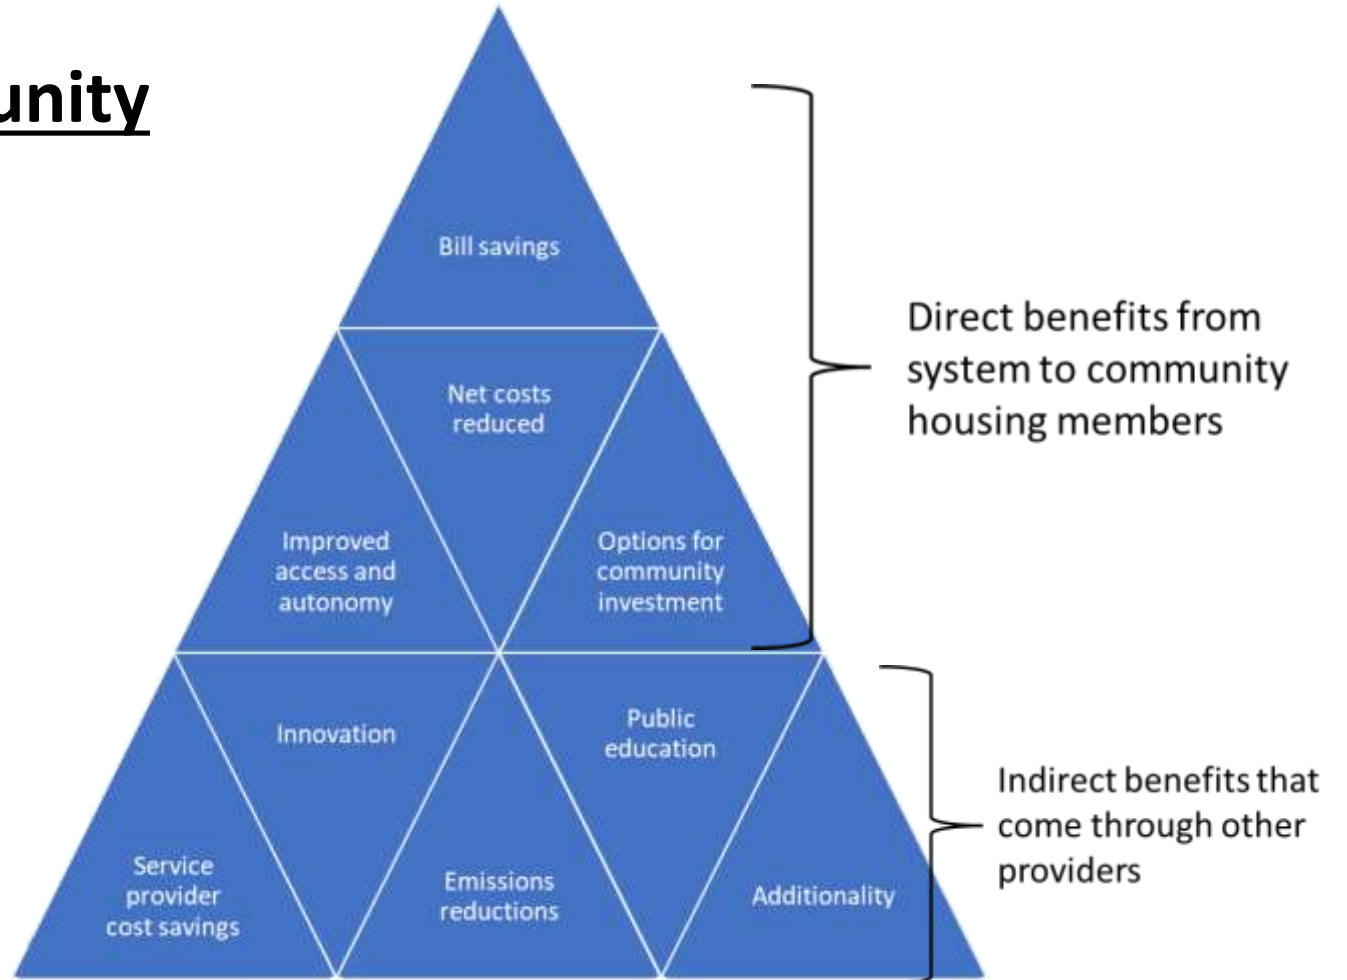 unity
Bill savings
Net costs
reduced
Improved
access and
autonomy
Options for
community
investment
Direct benefits from
system to community
housing members
Innovation
Public
education
Service
provider
cost savings
Emissions
reductions
Additionality
Indirect benefits that
come through other
providers